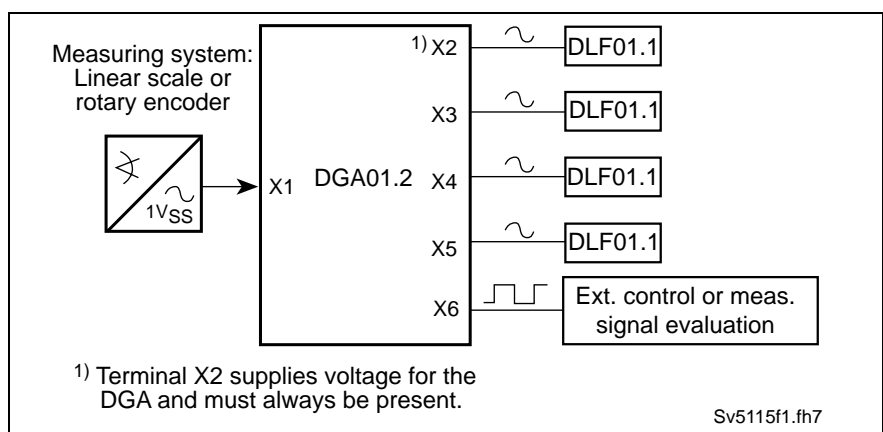 Measuring system:
Linear scale or
rotary encoder
1VSS
X1
DGA01.2
1) X2
DLF01.1
X3
DLF01.1
X4
DLF01.1
X5
DLF01.1
X6
Ext. control or meas.
signal evaluation
1) Terminal X2 supplies voltage for the
DGA and must always be present.
Sv5115f1.fh7